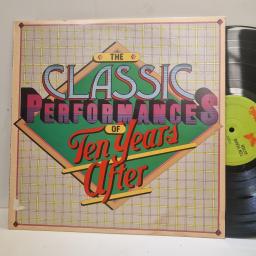 THE
CLASSIC
PERFORMANCES
OF
Ten Years
After